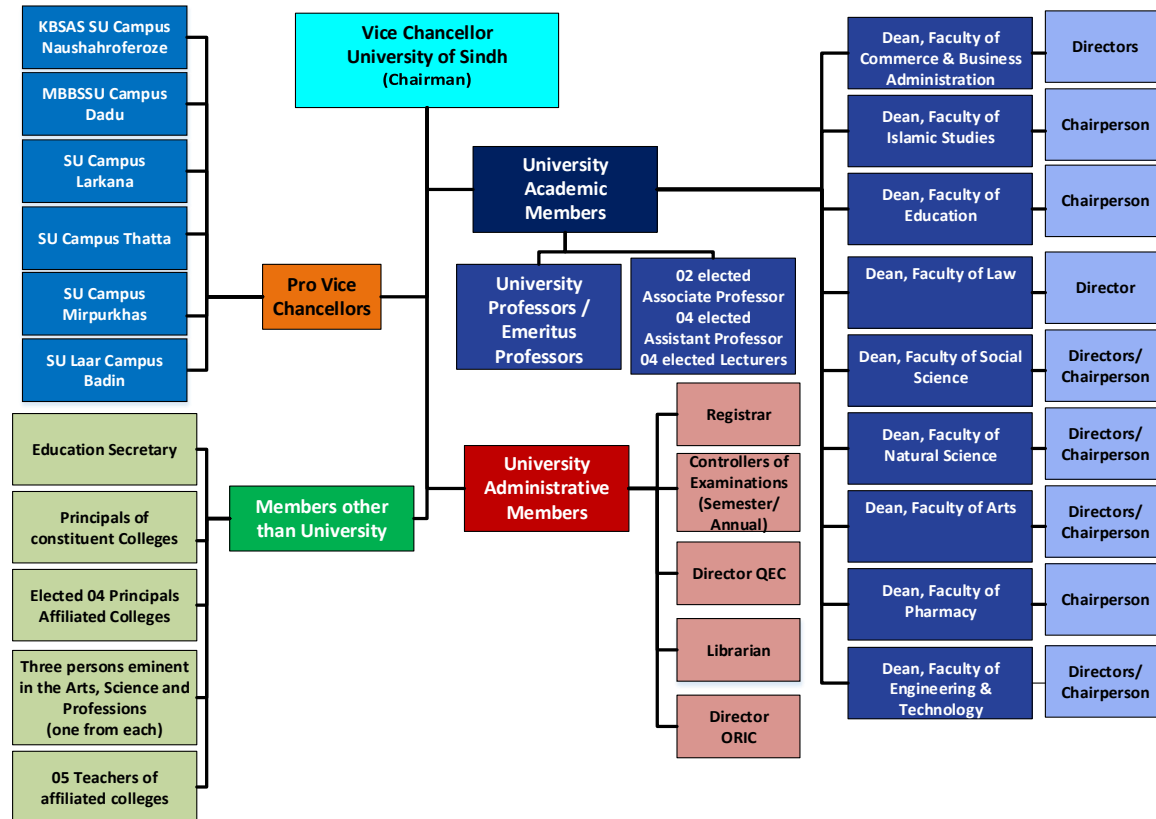 KBSAS SU Campus
Naushahroferoze
MBBSSU Campus
Dadu
SU Campus
Larkana
SU Campus Thatta
SU Campus
Mirpurkhas
SU Laar Campus
Badin
Pro Vice
Chancellors
Vice Chancellor
University of Sindh
(Chairman)
University
Academic
Members
University
Professors /
Emeritus
Professors
02 elected
Associate Professor
04 elected
Assistant Professor
04 elected Lecturers
Dean, Faculty of
Commerce & Business
Administration
Directors
Dean, Faculty of
Islamic Studies
Chairperson
Dean, Faculty of
Education
Chairperson
Dean, Faculty of Law
Director
Dean, Faculty of Social
Science
Directors/
Chairperson
Dean, Faculty of
Natural Science
Directors/
Chairperson
Dean, Faculty of Arts
Directors/
Chairperson
Dean, Faculty of
Pharmacy
Chairperson
Dean, Faculty of
Engineering &
Technology
Directors/
Chairperson
Education Secretary
Principals of
constituent Colleges
Elected 04 Principals
Affiliated Colleges
Three persons eminent
in the Arts, Science and
Professions
(one from each)
05 Teachers of
affiliated colleges
Members other
than University
University
Administrative
Members
Registrar
Controllers of
Examinations
(Semester/
Annual)
Director QEC
Librarian
Director
ORIC